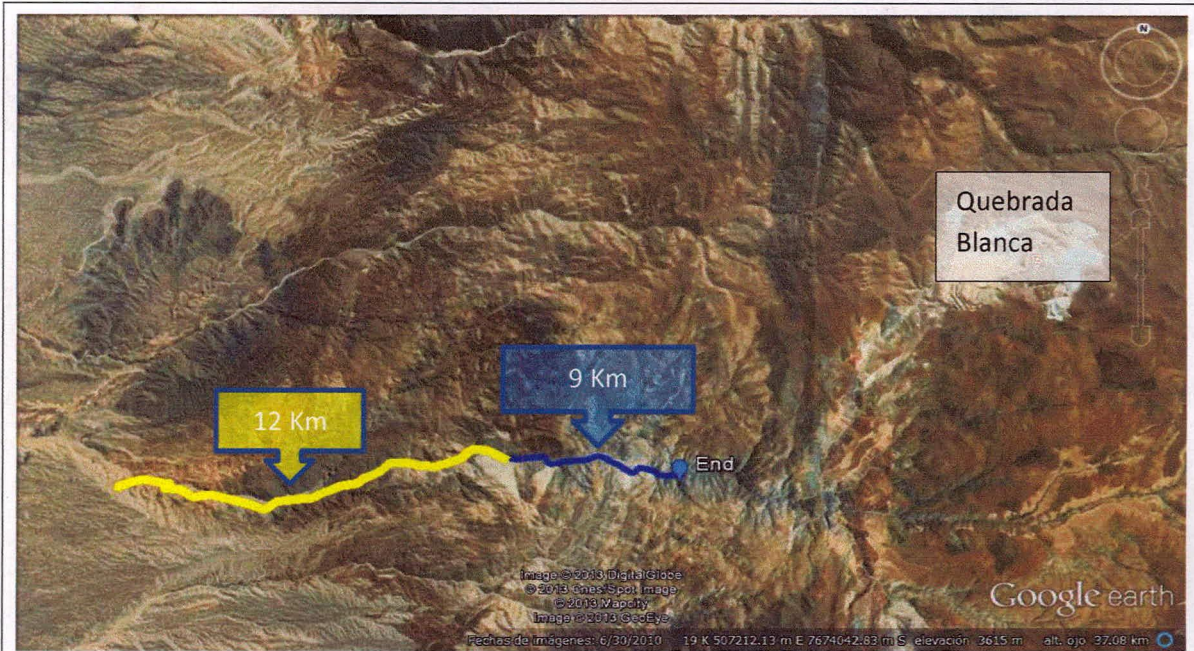 N
Quebrada
Blanca
9 Km
12 Km
End
Image © 2013 DigitalGlobe
© 2013 Cnes/Spot Image
© 2013 Mapcity
Image © 2013 GeoEye
Google earth
Fechas de imágenes: 6/30/2010 19 K 507212.13 m E 7674042.83 m S elevación 3615 m alt. ojo 37.08 km